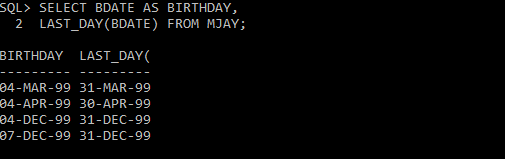 SQL> SELECT BDATE AS BIRTHDAY,
  2  LAST_DAY(BDATE) FROM MJAY;
BIRTHDAY  LAST_DAY(
--------- ---------
04-MAR-99 31-MAR-99
04-APR-99 30-APR-99
04-DEC-99 31-DEC-99
07-DEC-99 31-DEC-99